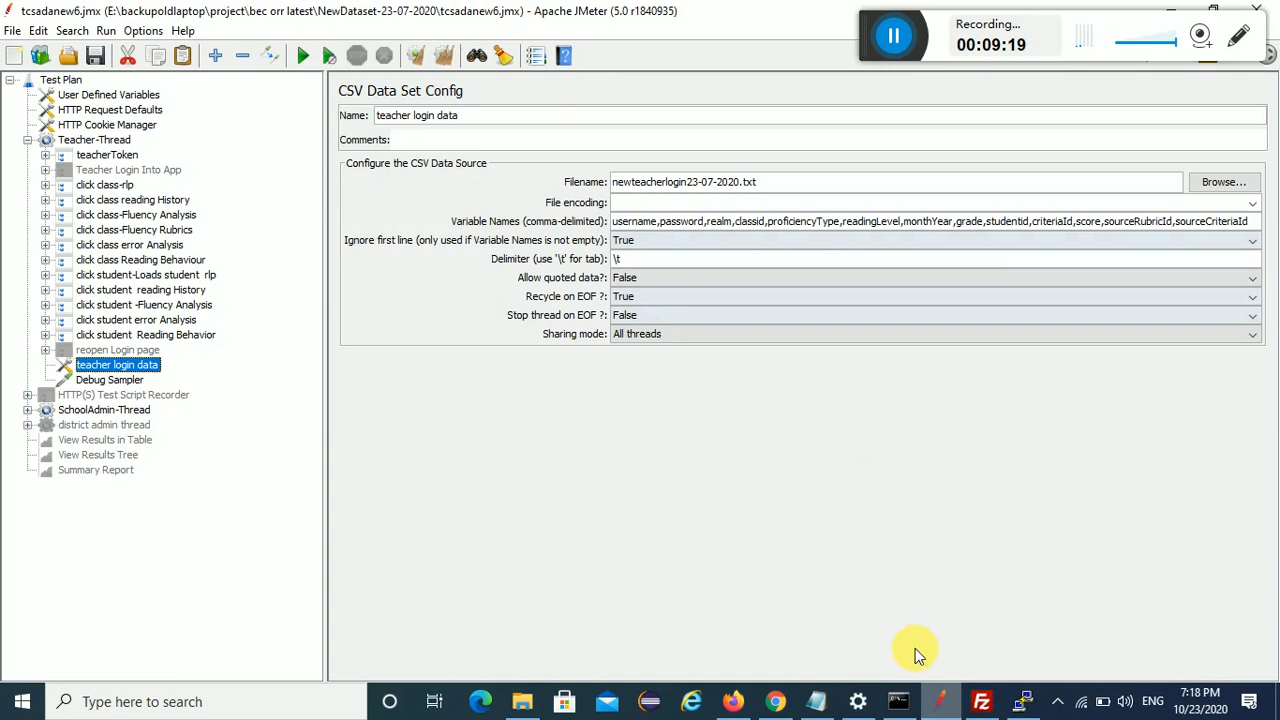 tcsadanew6.jmx (D:\backupoldlaptop\project\bec orr latest\NewDataset-23-07-2020\tcsadanew6.jmx) - Apache JMeter (5.0 r1840935)
File Edit Search Run Options Help
Recording...
00:09:19
Test Plan
User Defined Variables
HTTP Request Defaults
HTTP Cookie Manager
Teacher-Thread
teacherToken
Teacher Login Into App
click class-rlp
click class reading History
click class-Fluency Analysis
click class-Fluency Rubrics
click class error Analysis
click class Reading Behaviour
click student-Loads student rlp
click student reading History
click student -Fluency Analysis
click student error Analysis
click student Reading Behavior
reopen Login page
teacher login data
Debug Sampler
HTTP(S) Test Script Recorder
SchoolAdmin-Thread
district admin thread
View Results in Table
View Results Tree
Summary Report
CSV Data Set Config
Name: teacher login data
Comments:
Configure the CSV Data Source
Filename: newteacherlogin23-07-2020.txt Browse...
File encoding:
Variable Names (comma-delimited): username,password,realm,classid,proficiencyType,readingLevel,monthYear,grade,studentid,criteriaId,score,sourceRubricId,sourceCriteriaId
Ignore first line (only used if Variable Names is not empty): True
Delimiter (use '\t' for tab): \t
Allow quoted data?: False
Recycle on EOF ?: True
Stop thread on EOF ?: False
Sharing mode: All threads
Type here to search
ENG
7:18 PM
10/23/2020